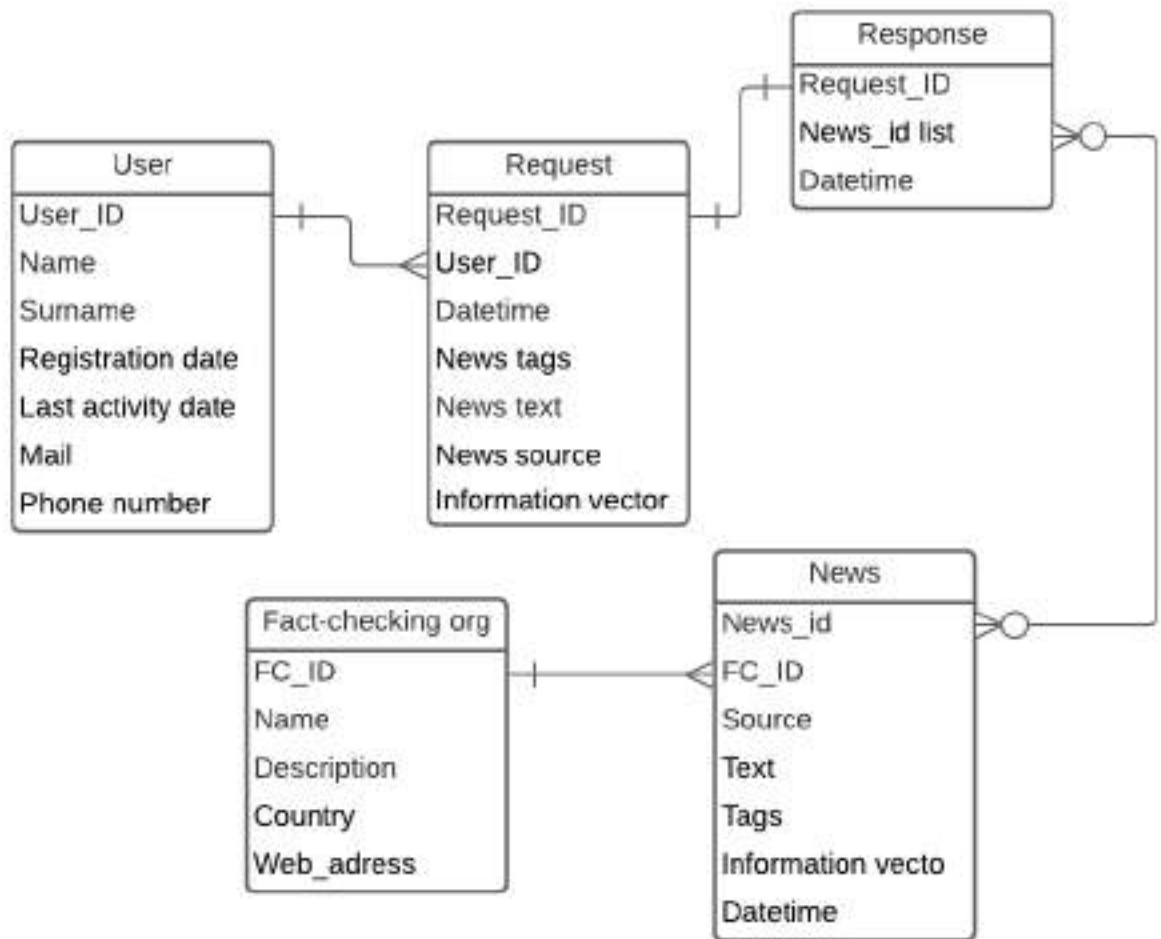 Response
Request_ID
News_id list
Datetime
User
User_ID
Name
Surname
Registration date
Last activity date
Mail
Phone number
Request
Request_ID
User_ID
Datetime
News tags
News text
News source
Information vector
Fact-checking org
FC_ID
Name
Description
Country
Web_adress
News
News_id
FC_ID
Source
Text
Tags
Information vecto
Datetime